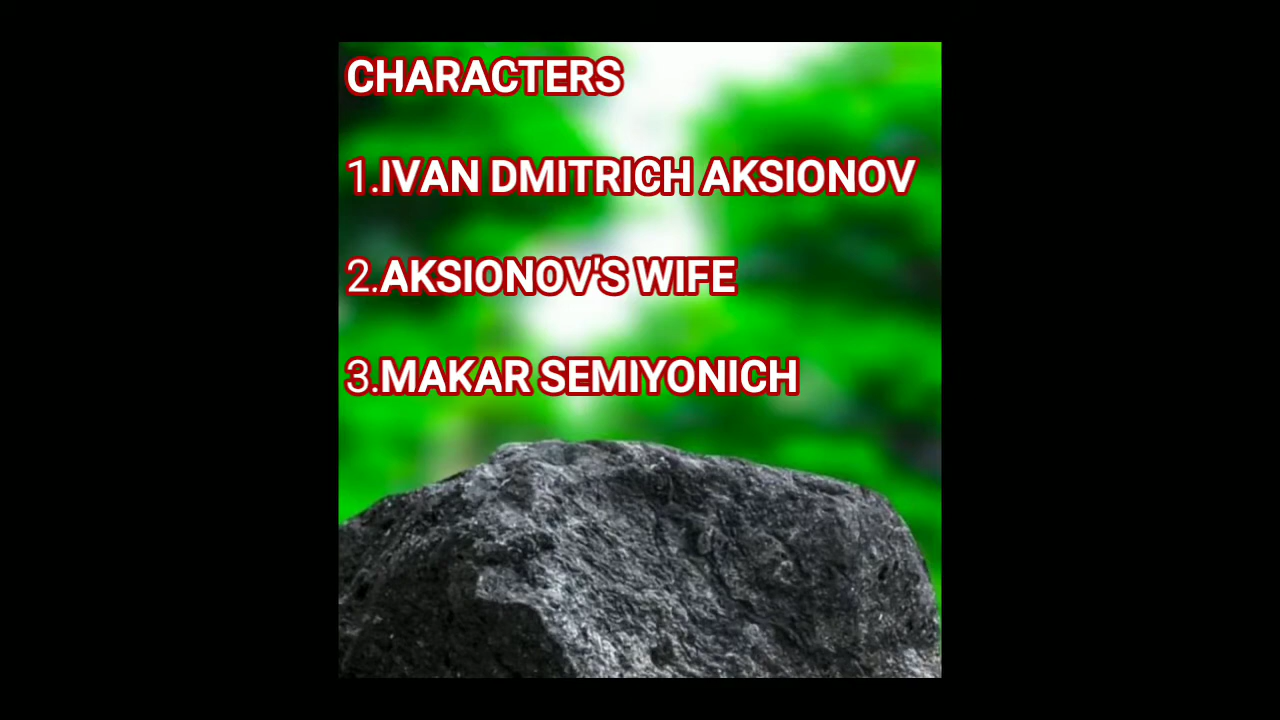 CHARACTERS
1.IVAN DMITRICH AKSIONOV
2.AKSIONOV'S WIFE
3.MAKAR SEMIYONICH